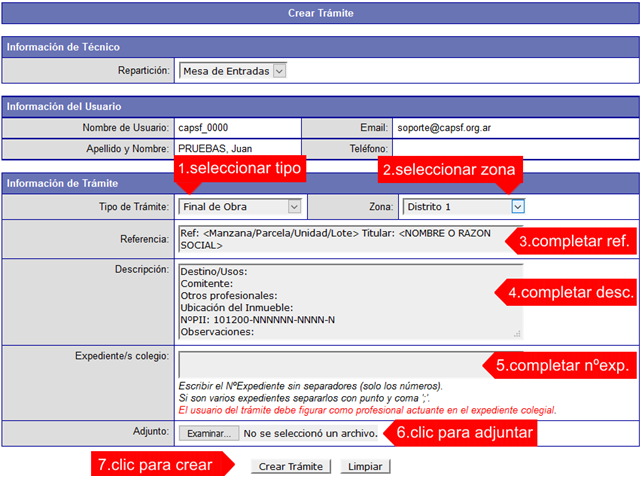 Crear Trámite
Información de Técnico
Repartición: Mesa de Entradas
Información del Usuario
Nombre de Usuario: capsf_0000 Email: soporte@capsf.org.ar
Apellido y Nombre: PRUEBAS, Juan Teléfono:
1.seleccionar tipo 2.seleccionar zona
Información de Trámite
Tipo de Trámite: Final de Obra Zona: Distrito 1
Referencia: Ref: <Manzana/Parcela/Unidad/Lote> Titular: <NOMBRE O RAZON
SOCIAL>
3.completar ref.
Descripción: Destino/Usos:
Comitente:
Otros profesionales:
Ubicación del Inmueble:
NºPII: 101200-NNNNNN-NNNN-N
Observaciones:
4.completar desc.
Expediente/s colegio:
5.completar nºexp.
Escribir el NºExpediente sin separadores (solo los números).
Si son varios expedientes separarlos con punto y coma ';'.
El usuario del trámite debe figurar como profesional actuante en el expediente colegial.
Adjunto: Examinar... No se seleccionó un archivo. 6.clic para adjuntar
7.clic para crear Crear Trámite Limpiar